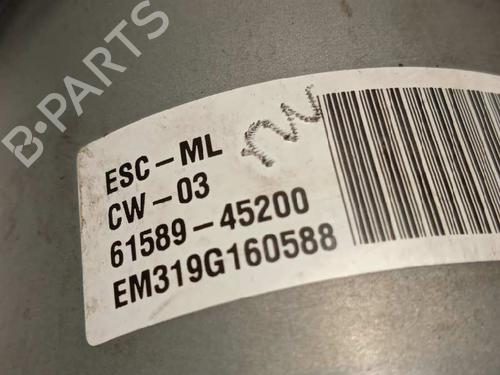 B-PARTS
ESC-ML
CW-03
61589-45200
EM319G160588